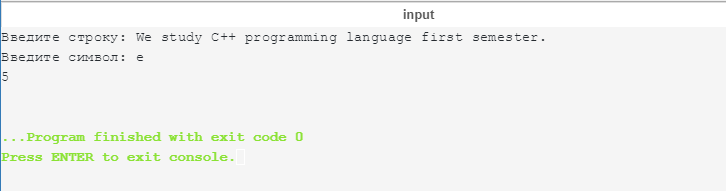 input
Введите строку: We study C++ programming language first semester.
Введите символ: e
5
...Program finished with exit code 0
Press ENTER to exit console.